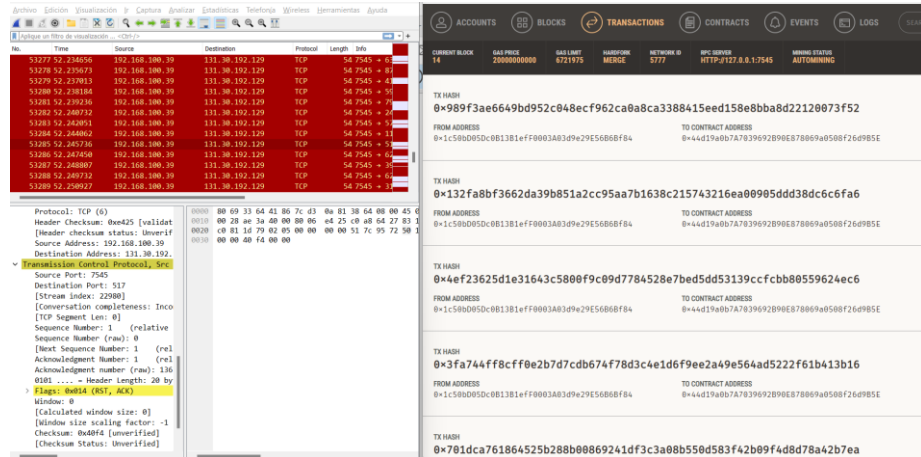 Archivo Edición Visualización Ir Captura Analizar Estadísticas Telefonía Wireless Herramientas Ayuda
Aplique un filtro de visualización ... <Ctrl-/>
No. Time Source Destination Protocol Length Info
53277 52.234656 192.168.100.39 131.30.192.129 TCP 54 7545 → 63
53278 52.235673 192.168.100.39 131.30.192.129 TCP 54 7545 → 87
53279 52.237013 192.168.100.39 131.30.192.129 TCP 54 7545 → 41
53280 52.238184 192.168.100.39 131.30.192.129 TCP 54 7545 → 59
53281 52.239236 192.168.100.39 131.30.192.129 TCP 54 7545 → 79
53282 52.240732 192.168.100.39 131.30.192.129 TCP 54 7545 → 24
53283 52.242051 192.168.100.39 131.30.192.129 TCP 54 7545 → 57
53284 52.244062 192.168.100.39 131.30.192.129 TCP 54 7545 → 11
53285 52.245736 192.168.100.39 131.30.192.129 TCP 54 7545 → 51
53286 52.247450 192.168.100.39 131.30.192.129 TCP 54 7545 → 62
53287 52.248807 192.168.100.39 131.30.192.129 TCP 54 7545 → 39
53288 52.249732 192.168.100.39 131.30.192.129 TCP 54 7545 → 62
53289 52.250927 192.168.100.39 131.30.192.129 TCP 54 7545 → 31
Protocol: TCP (6)
Header Checksum: 0xe425 [validat
[Header checksum status: Unverif
Source Address: 192.168.100.39
Destination Address: 131.30.192.
Transmission Control Protocol, Src
Source Port: 7545
Destination Port: 517
[Stream index: 22980]
[Conversation completeness: Inco
[TCP Segment Len: 0]
Sequence Number: 1 (relative
Sequence Number (raw): 0
[Next Sequence Number: 1 (rel
Acknowledgment Number: 1 (rel
Acknowledgment number (raw): 136
0101 .... = Header Length: 20 by
Flags: 0x014 (RST, ACK)
Window: 0
[Calculated window size: 0]
[Window size scaling factor: -1
Checksum: 0x40f4 [unverified]
[Checksum Status: Unverified]
0000 80 69 33 64 41 86 7c d3 0a 81 38 64 08 00 45 0
0010 00 28 ae 3a 40 00 80 06 e4 25 c0 a8 64 27 83 1
0020 c0 81 1d 79 02 05 00 00 00 00 51 7c 95 72 50 1
0030 00 00 40 f4 00 00
ACCOUNTS BLOCKS TRANSACTIONS CONTRACTS EVENTS LOGS
CURRENT BLOCK GAS PRICE GAS LIMIT HARDFORK NETWORK ID RPC SERVER MINING STATUS
14 20000000000 6721975 MERGE 5777 HTTP://127.0.0.1:7545 AUTOMINING
TX HASH
0×989f3ae6649bd952c048ecf962ca0a8ca3388415eed158e8bba8d22120073f52
FROM ADDRESS TO CONTRACT ADDRESS
0×1c50bD05Dc0B13B1efF0003A03d9e29E56B6Bf84 0×44d19a0b7A7039692B90E878069a0508f26d9B5E
TX HASH
0×132fa8bf3662da39b851a2cc95aa7b1638c215743216ea00905ddd38dc6c6fa6
FROM ADDRESS TO CONTRACT ADDRESS
0×1c50bD05Dc0B13B1efF0003A03d9e29E56B6Bf84 0×44d19a0b7A7039692B90E878069a0508f26d9B5E
TX HASH
0×4ef23625d1e31643c5800f9c09d7784528e7bed5dd53139ccfcbb80559624ec6
FROM ADDRESS TO CONTRACT ADDRESS
0×1c50bD05Dc0B13B1efF0003A03d9e29E56B6Bf84 0×44d19a0b7A7039692B90E878069a0508f26d9B5E
TX HASH
0×3fa744ff8cff0e2b7d7cdb674f78d3c4e1d6f9ee2a49e564ad5222f61b413b16
FROM ADDRESS TO CONTRACT ADDRESS
0×1c50bD05Dc0B13B1efF0003A03d9e29E56B6Bf84 0×44d19a0b7A7039692B90E878069a0508f26d9B5E
TX HASH
0×701dca761864525b288b00869241df3c3a08b550d583f42b09f4d8d78a42b7ea